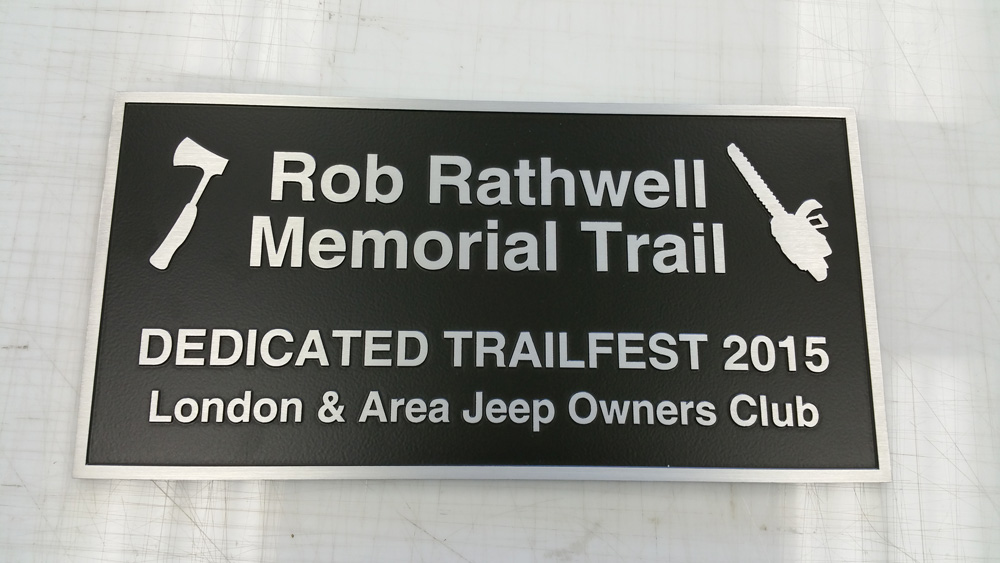 Rob Rathwell
Memorial Trail
DEDICATED TRAILFEST 2015
London & Area Jeep Owners Club